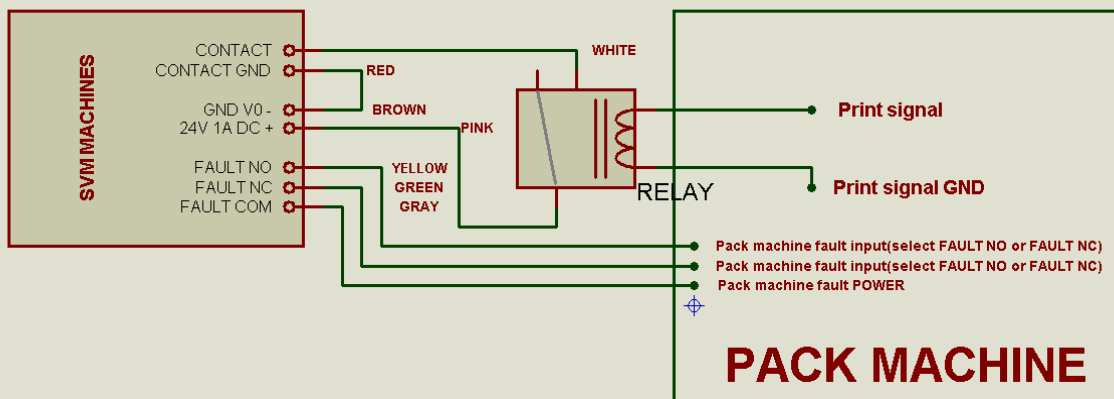 SVM MACHINES
CONTACT
CONTACT GND
GND V0 -
24V 1A DC +
FAULT NO
FAULT NC
FAULT COM
WHITE
RED
BROWN
PINK
YELLOW
GREEN
GRAY
RELAY
Print signal
Print signal GND
Pack machine fault input(select FAULT NO or FAULT NC)
Pack machine fault input(select FAULT NO or FAULT NC)
Pack machine fault POWER
PACK MACHINE